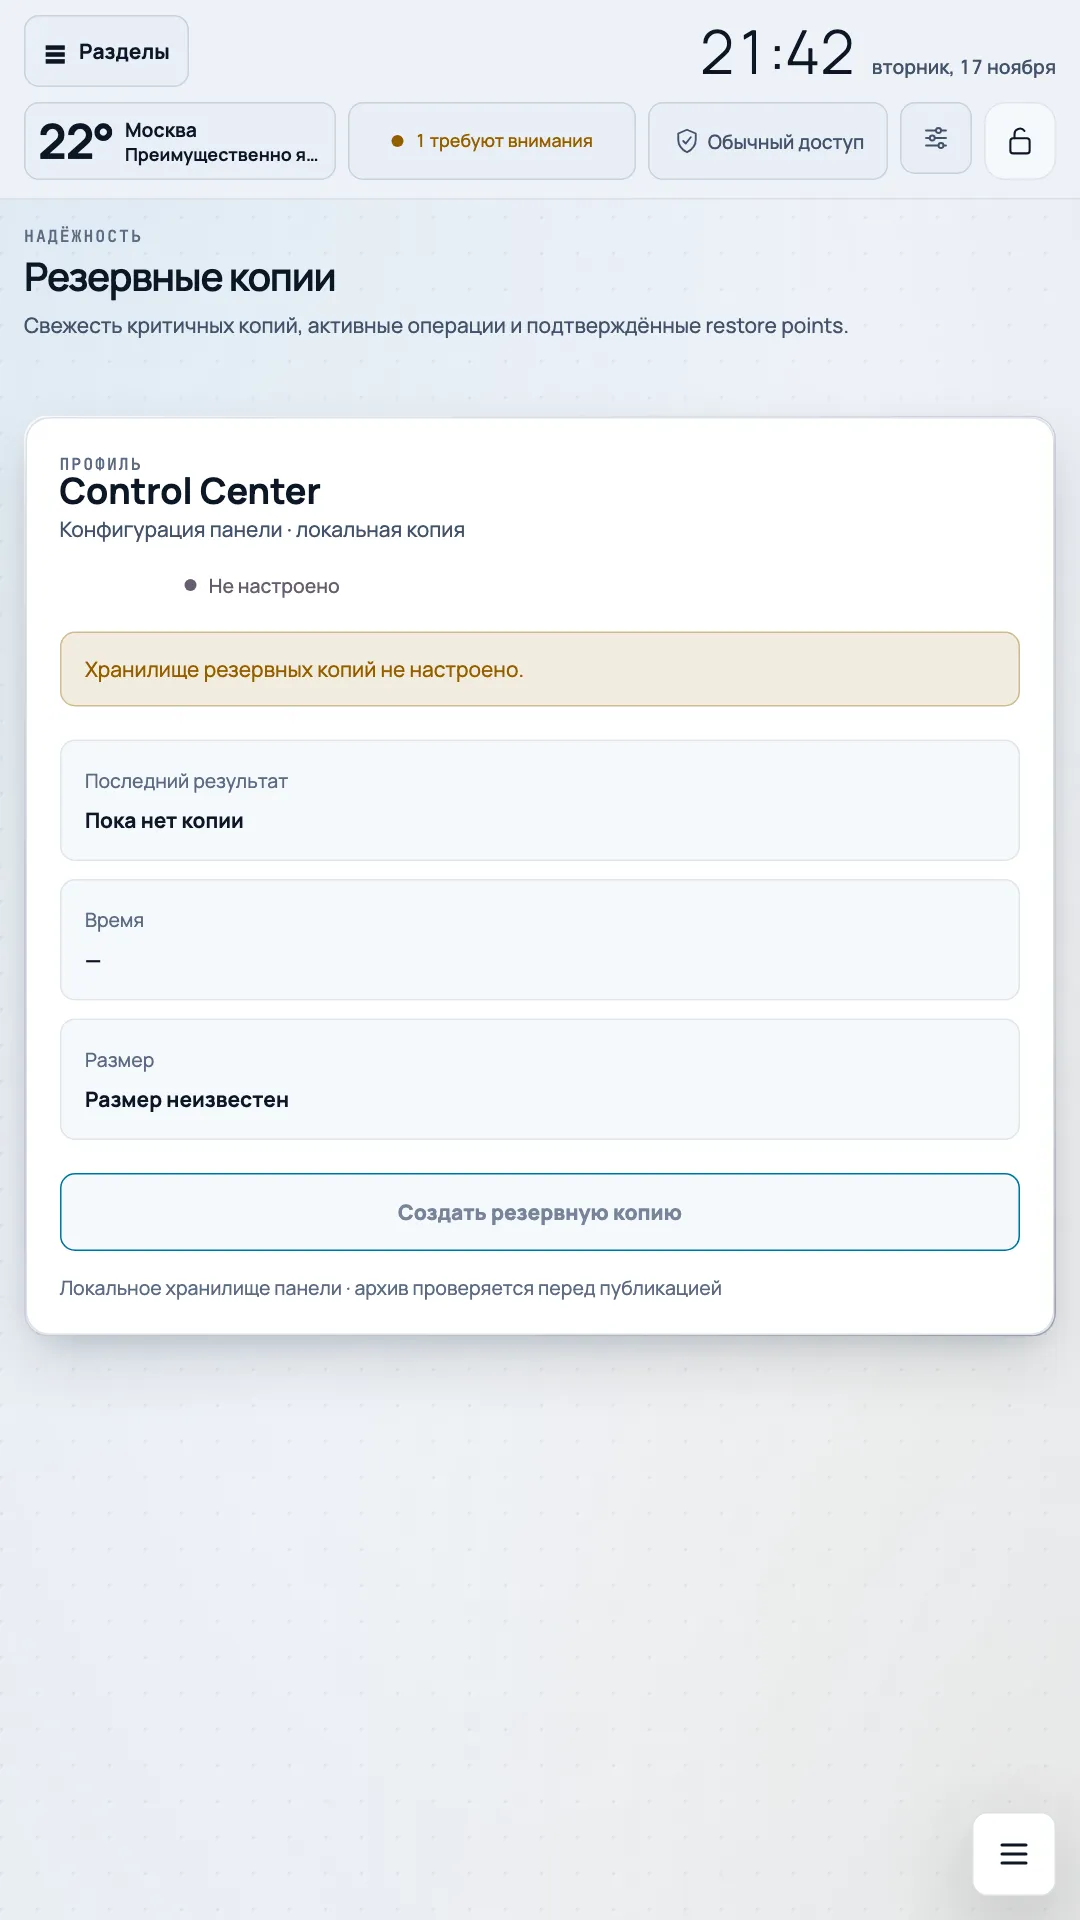 Разделы
21:42
вторник, 17 ноября
22°
Москва
Преимущественно я...
1 требуют внимания
Обычный доступ
НАДЁЖНОСТЬ
Резервные копии
Свежесть критичных копий, активные операции и подтверждённые restore points.
ПРОФИЛЬ
Control Center
Конфигурация панели · локальная копия
Не настроено
Хранилище резервных копий не настроено.
Последний результат
Пока нет копии
Время
—
Размер
Размер неизвестен
Создать резервную копию
Локальное хранилище панели · архив проверяется перед публикацией